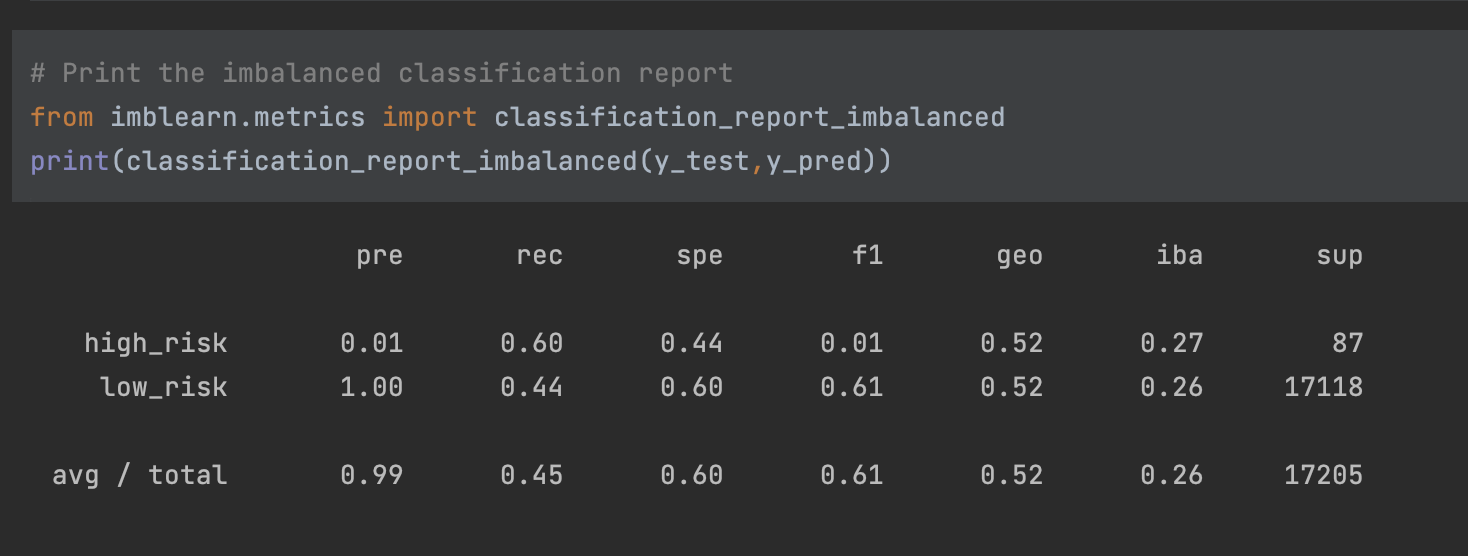 # Print the imbalanced classification report
from imblearn.metrics import classification_report_imbalanced
print(classification_report_imbalanced(y_test,y_pred))
pre rec spe f1 geo iba sup
high_risk 0.01 0.60 0.44 0.01 0.52 0.27 87
low_risk 1.00 0.44 0.60 0.61 0.52 0.26 17118
avg / total 0.99 0.45 0.60 0.61 0.52 0.26 17205